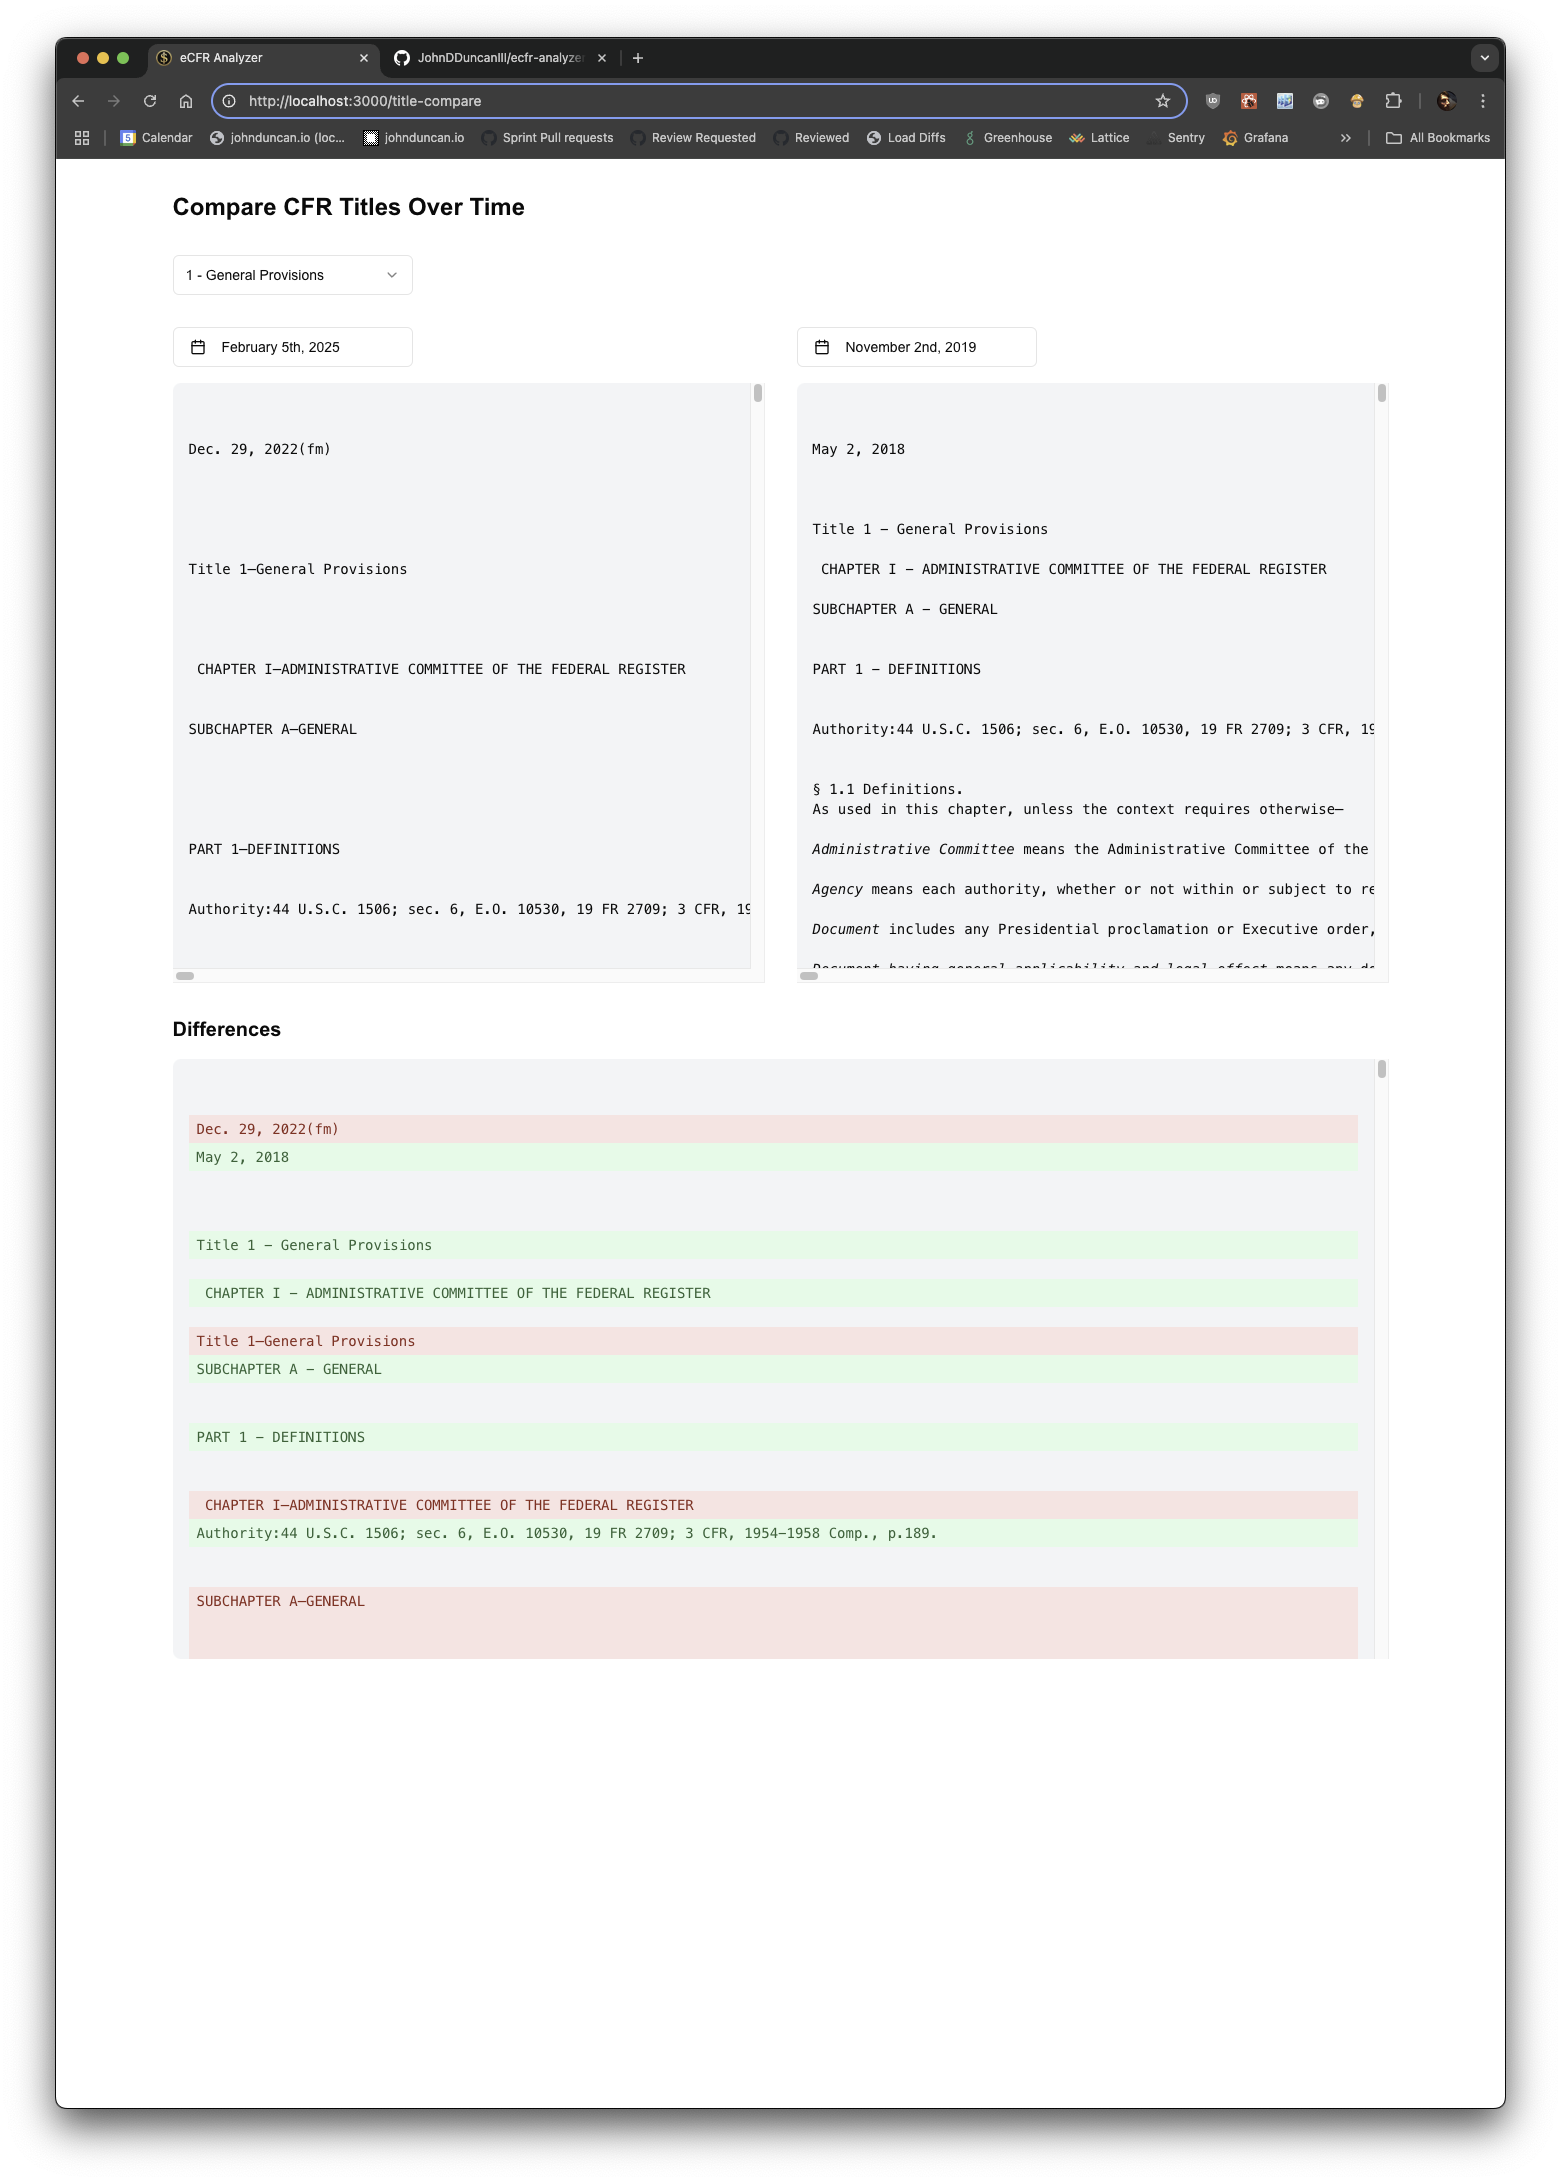 eCFR Analyzer
JohnDDuncanIII/ecfr-analyze
http://localhost:3000/title-compare
Calendar
johnduncan.io (loc...
johnduncan.io
Sprint Pull requests
Review Requested
Reviewed
Load Diffs
Greenhouse
Lattice
Sentry
Grafana
All Bookmarks
Compare CFR Titles Over Time
1 - General Provisions
February 5th, 2025
Dec. 29, 2022(fm)
Title 1—General Provisions
CHAPTER I—ADMINISTRATIVE COMMITTEE OF THE FEDERAL REGISTER
SUBCHAPTER A—GENERAL
PART 1—DEFINITIONS
Authority:44 U.S.C. 1506; sec. 6, E.O. 10530, 19 FR 2709; 3 CFR, 19
November 2nd, 2019
May 2, 2018
Title 1 - General Provisions
CHAPTER I - ADMINISTRATIVE COMMITTEE OF THE FEDERAL REGISTER
SUBCHAPTER A - GENERAL
PART 1 - DEFINITIONS
Authority:44 U.S.C. 1506; sec. 6, E.O. 10530, 19 FR 2709; 3 CFR, 19
§ 1.1 Definitions.
As used in this chapter, unless the context requires otherwise—
Administrative Committee means the Administrative Committee of the
Agency means each authority, whether or not within or subject to re
Document includes any Presidential proclamation or Executive order,
Document having general applicability and legal effect means any do
Differences
Dec. 29, 2022(fm)
May 2, 2018
Title 1 - General Provisions
CHAPTER I - ADMINISTRATIVE COMMITTEE OF THE FEDERAL REGISTER
Title 1—General Provisions
SUBCHAPTER A - GENERAL
PART 1 - DEFINITIONS
CHAPTER I—ADMINISTRATIVE COMMITTEE OF THE FEDERAL REGISTER
Authority:44 U.S.C. 1506; sec. 6, E.O. 10530, 19 FR 2709; 3 CFR, 1954-1958 Comp., p.189.
SUBCHAPTER A—GENERAL